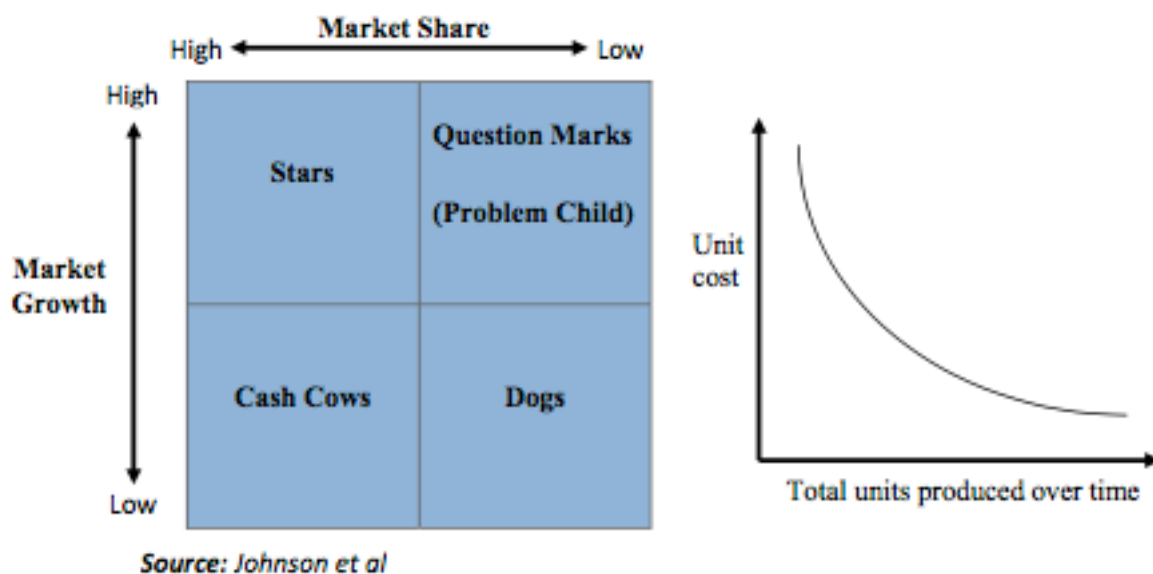 Market Share
High
Low
High
Question Marks
Stars
(Problem Child)
Market
Growth
Cash Cows
Dogs
Low
Source: Johnson et al
Unit
cost
Total units produced over time